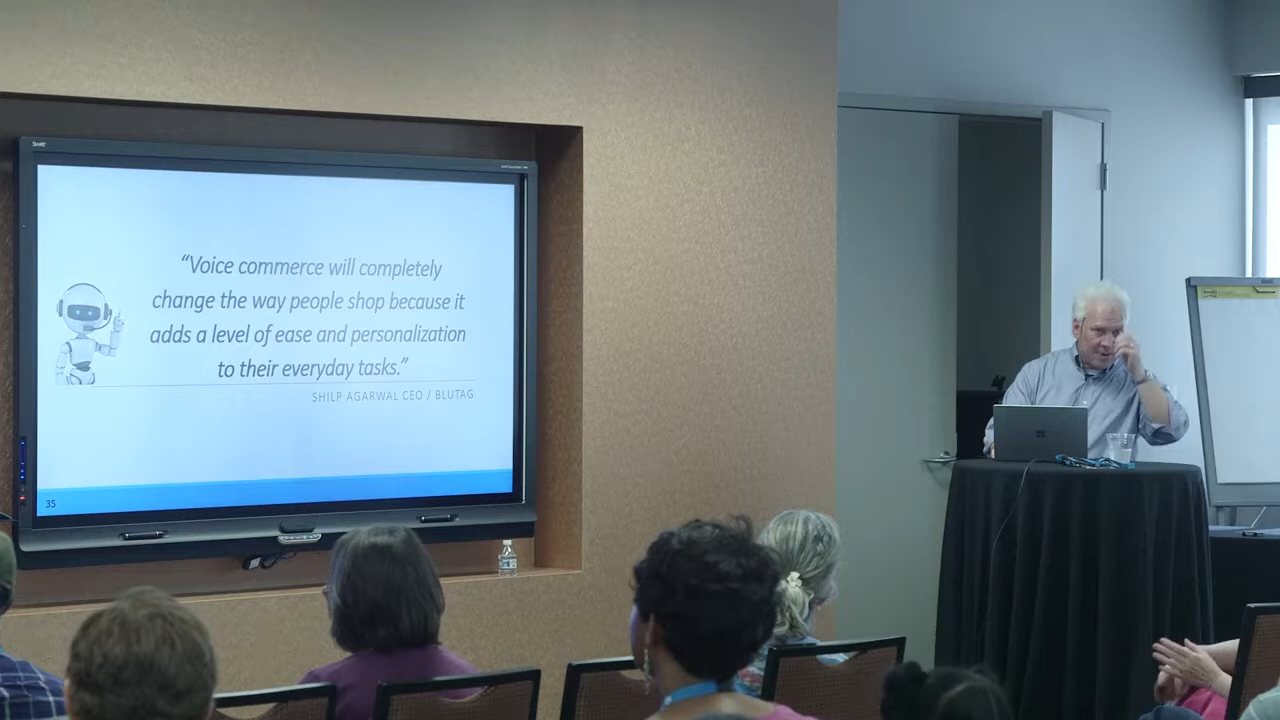 SMART
“Voice commerce will completely
change the way people shop because it
adds a level of ease and personalization
to their everyday tasks.”
SHILP AGARWAL CEO / BLUTAG
35